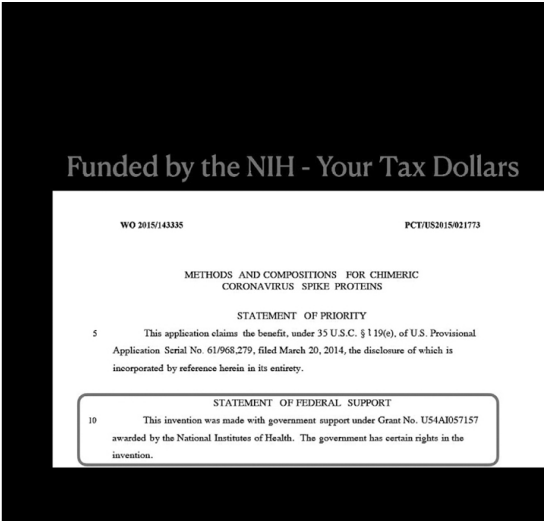 Funded by the NIH - Your Tax Dollars
WO 2015/143335 PCT/US2015/021773
METHODS AND COMPOSITIONS FOR CHIMERIC
CORONAVIRUS SPIKE PROTEINS
STATEMENT OF PRIORITY
5 This application claims the benefit, under 35 U.S.C. § 119(e), of U.S. Provisional
Application Serial No. 61/968,279, filed March 20, 2014, the disclosure of which is
incorporated by reference herein in its entirety.
STATEMENT OF FEDERAL SUPPORT
10 This invention was made with government support under Grant No. U54AI057157
awarded by the National Institutes of Health. The government has certain rights in the
invention.